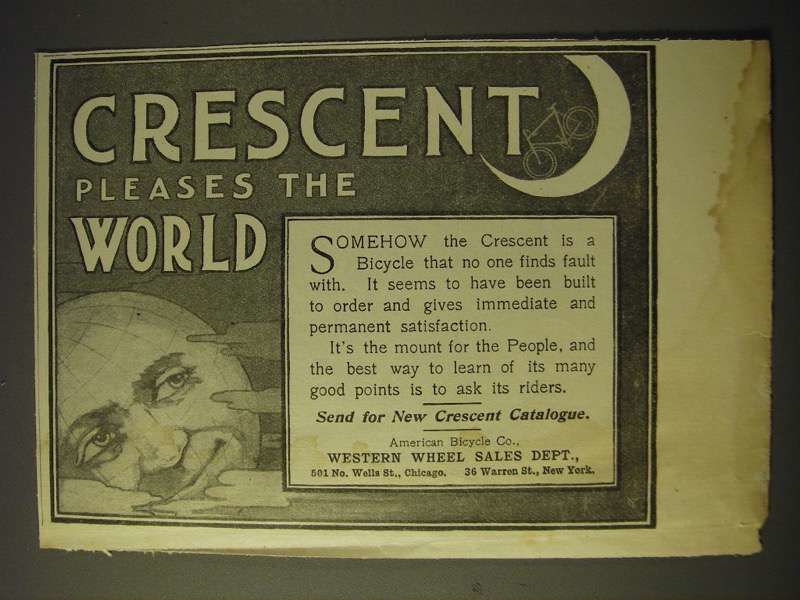 CRESCENT
PLEASES THE
WORLD
SOMEHOW the Crescent is a
Bicycle that no one finds fault
with. It seems to have been built
to order and gives immediate and
permanent satisfaction.
It's the mount for the People, and
the best way to learn of its many
good points is to ask its riders.
Send for New Crescent Catalogue.
American Bicycle Co.,
WESTERN WHEEL SALES DEPT.,
501 No. Wells St., Chicago. 36 Warren St., New York.